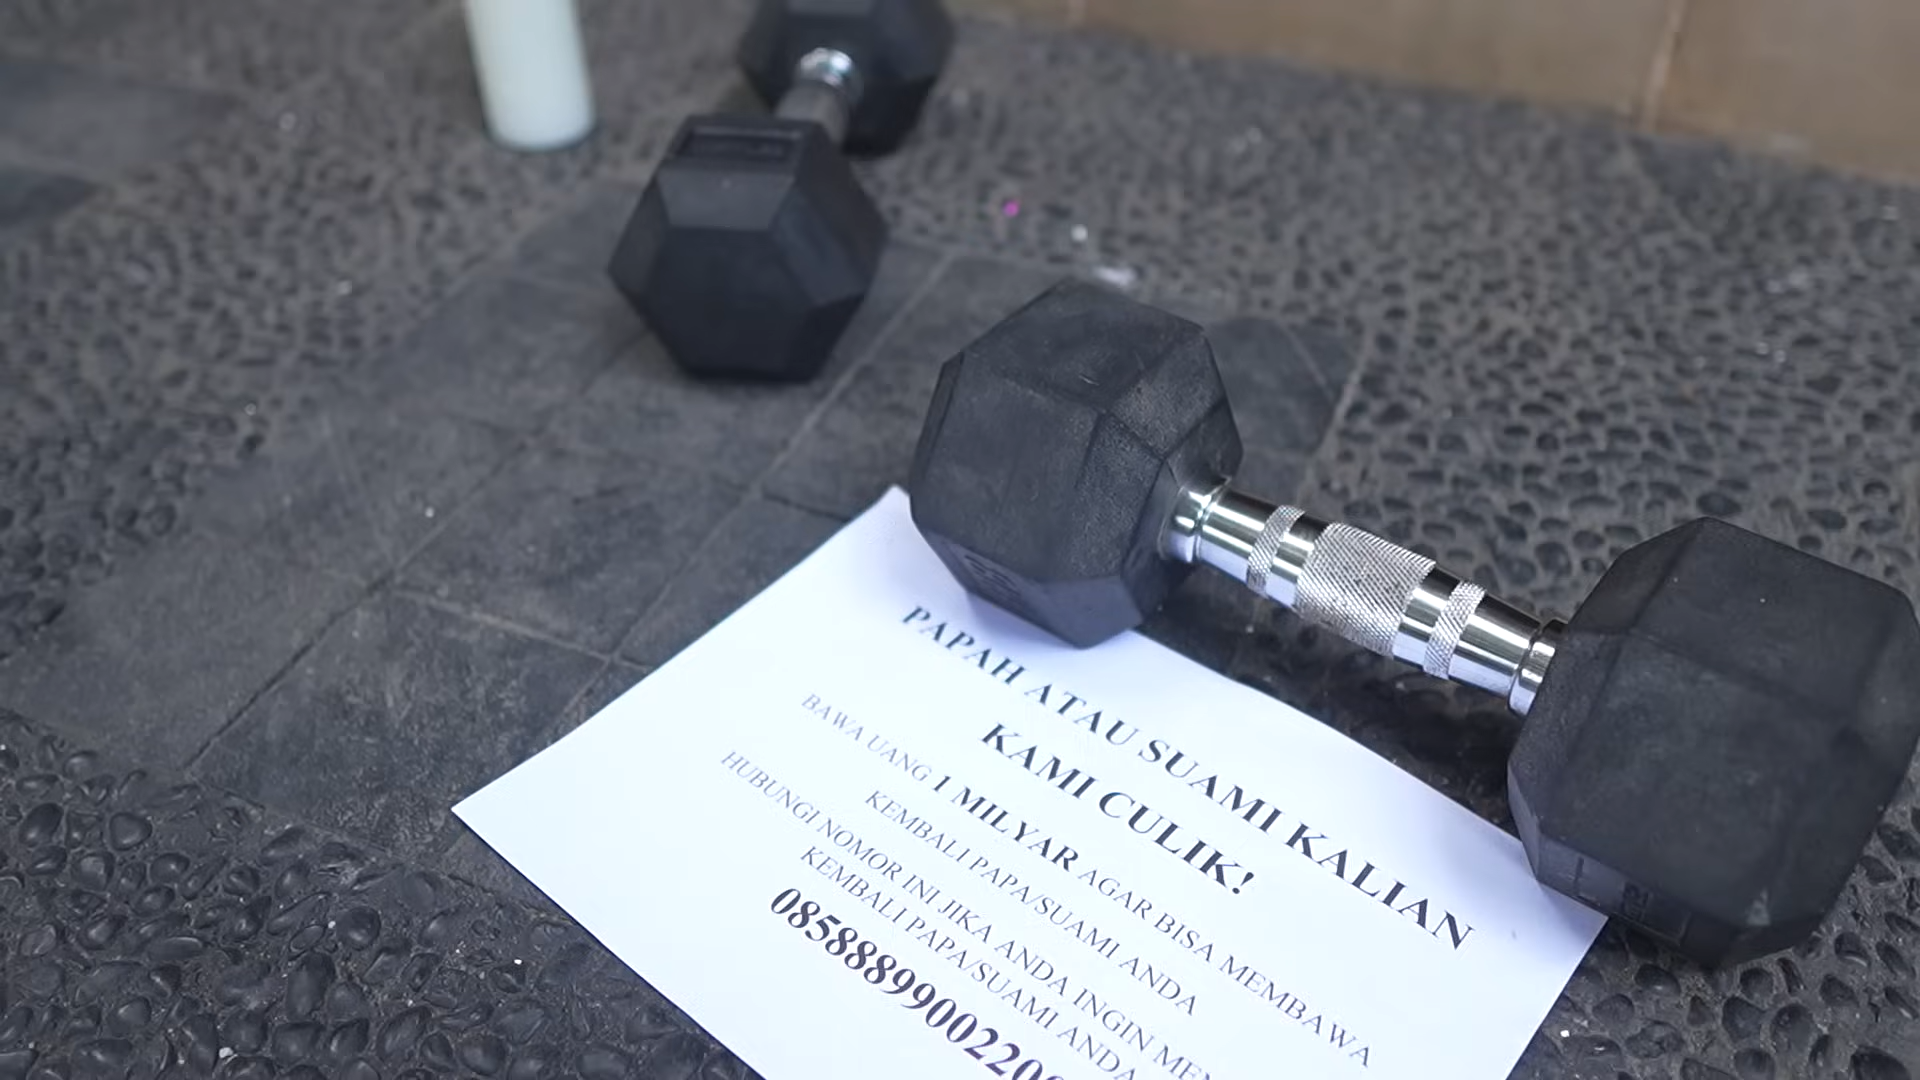 PAPAH ATAU SUAMI KALIAN
KAMI CULIK!
BAWA UANG 1 MILYAR AGAR BISA MEMBAWA
KEMBALI PAPA/SUAMI ANDA
HUBUNGI NOMOR INI JIKA ANDA INGIN
KEMBALI PAPA/SUAMI ANDA
085888990022